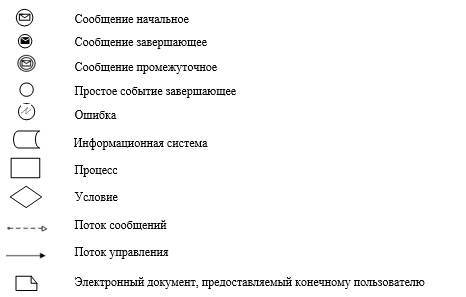 Сообщение начальное
Сообщение завершающее
Сообщение промежуточное
Простое событие завершающее
Ошибка
Информационная система
Процесс
Условие
Поток сообщений
Поток управления
Электронный документ, предоставляемый конечному пользователю